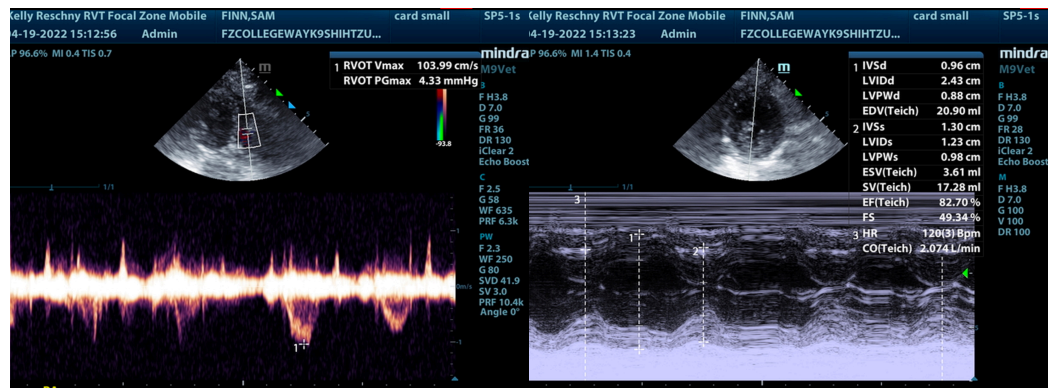 Kelly Reschny RVT Focal Zone Mobile FINN,SAM card small SP5-1s
04-19-2022 15:12:56 Admin FZCOLLEGEWAYK9SHIHTZU...
P 96.6% MI 0.4 TIS 0.7
mindra
M9Vet
1 RVOT Vmax 103.99 cm/s
RVOT PGmax 4.33 mmHg
m
B
F H3.8
D 7.0
G 99
FR 36
DR 130
iClear 2
Echo Boost
5
-93.8
1/1
C
F 2.5
G 58
WF 635
PRF 6.3k
PW
F 2.3
WF 250
G 80
SVD 41.9
SV 3.0
PRF 10.4k
Angle 0°
1
0m/s
-1
1
Kelly Reschny RVT Focal Zone Mobile FINN,SAM card small SP5-1s
04-19-2022 15:13:23 Admin FZCOLLEGEWAYK9SHIHTZU...
P 96.6% MI 1.4 TIS 0.4
mindra
M9Vet
m
1 IVSd 0.96 cm
LVIDd 2.43 cm
LVPWd 0.88 cm
EDV(Teich) 20.90 ml
2 IVSs 1.30 cm
LVIDs 1.23 cm
LVPWs 0.98 cm
ESV(Teich) 3.61 ml
SV(Teich) 17.28 ml
EF(Teich) 82.70 %
FS 49.34 %
3 HR 120(3) Bpm
CO(Teich) 2.074 L/min
B
F H3.8
D 7.0
G 99
FR 28
DR 130
iClear 2
Echo Boost
M
F H3.8
D 7.0
G 100
V 100
DR 100
1/1
3
1
2